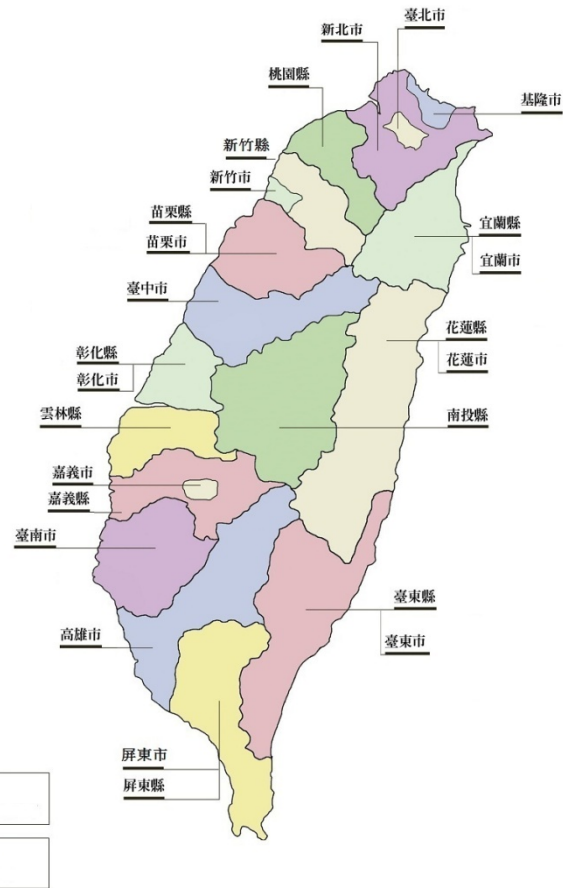 臺北市
新北市
桃園縣
基隆市
新竹縣
新竹市
苗栗縣
苗栗市
宜蘭縣
宜蘭市
臺中市
花蓮縣
花蓮市
彰化縣
彰化市
雲林縣
南投縣
嘉義市
嘉義縣
臺南市
臺東縣
臺東市
高雄市
屏東市
屏東縣